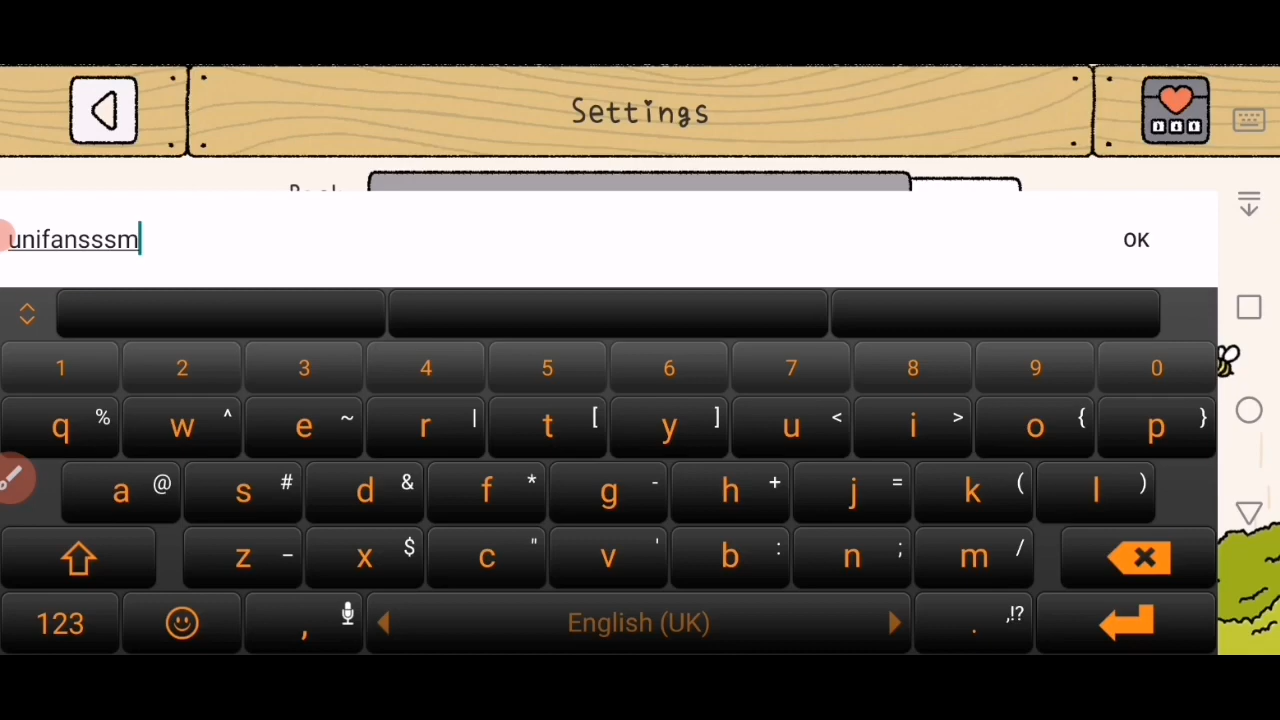 Settings
unifansssm
OK
1 2 3 4 5 6 7 8 9 0
q % w ^ e ~ r | t [ y ] u < i > o { p }
a @ s # d & f * g - h + j = k ( l )
z _ x $ c " v ' b : n ; m /
123 , English (UK) . ,!?